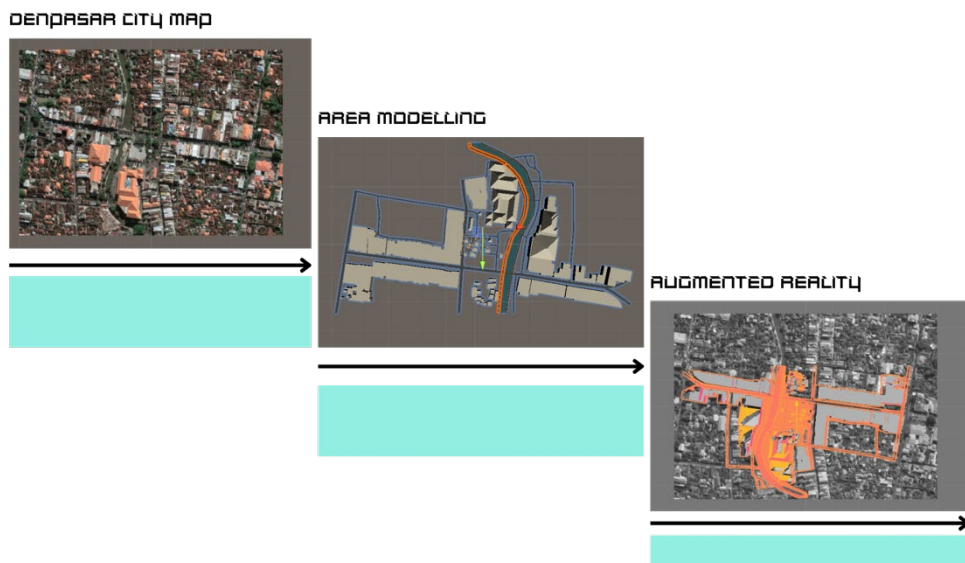 DENPASAR CITY MAP
AREA MODELLING
AUGMENTED REALITY